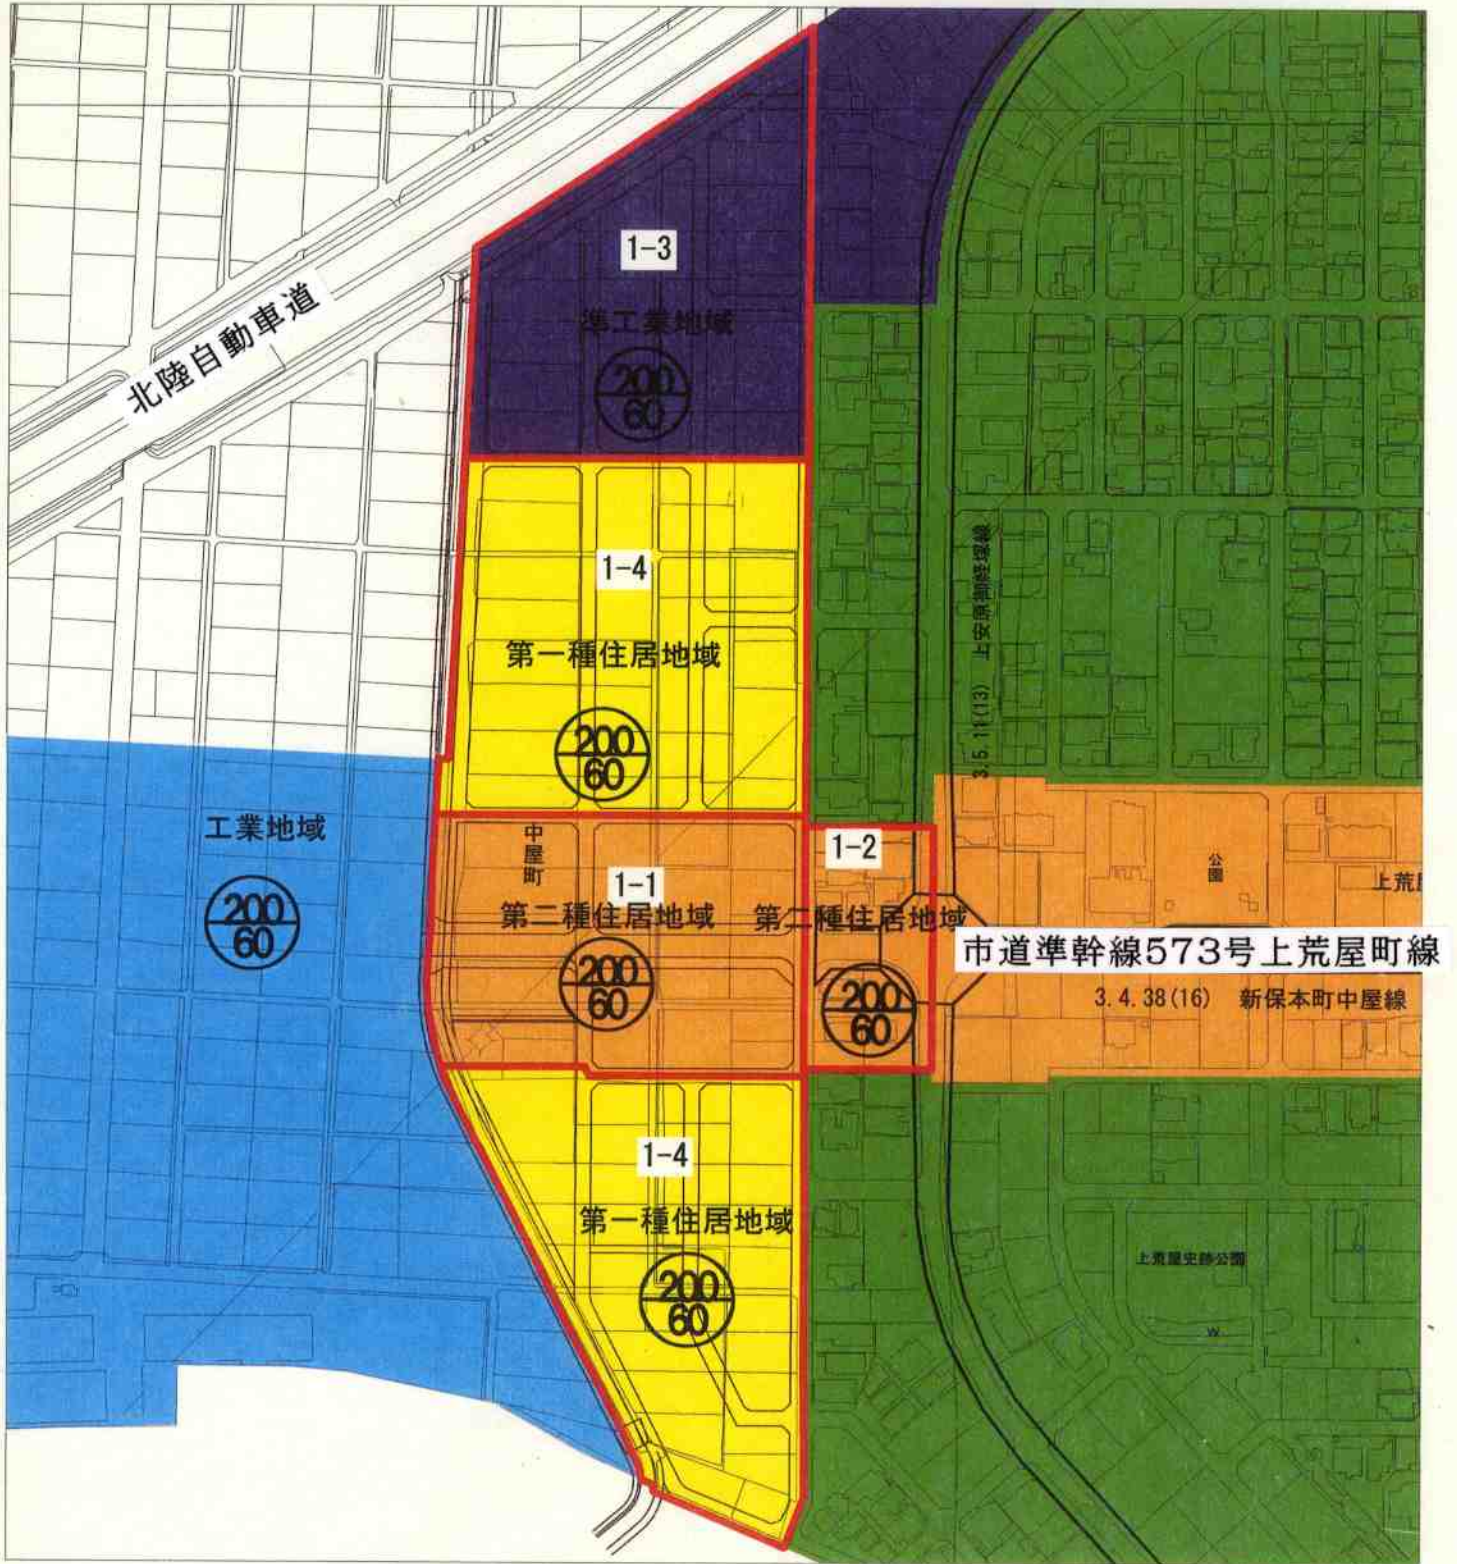 1-3
北陸自動車道
準工業地域
200
60
1-4
第一種住居地域
200
60
3.5.11(13) 上安原御経塚線
工業地域
200
60
中屋町
1-1
第二種住居地域
200
60
1-2
第二種住居地域
200
60
公園
上荒
市道準幹線573号上荒屋町線
3.4.38(16) 新保本町中屋線
1-4
第一種住居地域
200
60
上荒屋史跡公園
W